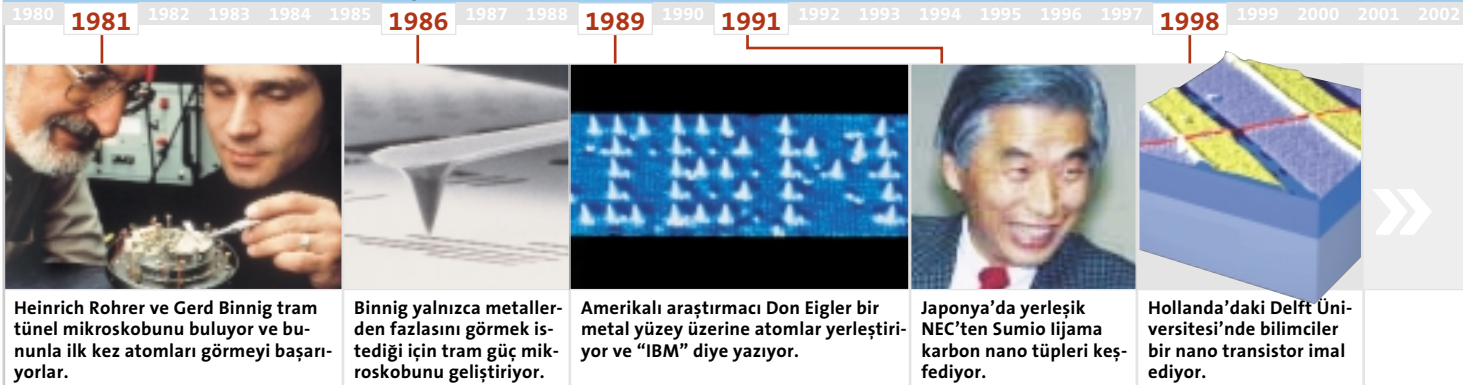 1980 1981 1982 1983 1984 1985 1986 1987 1988 1989 1990 1991 1992 1993 1994 1995 1996 1997 1998 1999 2000 2001 2002
Heinrich Rohrer ve Gerd Binnig tram
tünel mikroskobunu buluyor ve bu-
nunla ilk kez atomları görmeyi başarı-
yorlar.
Binnig yalnızca metaller-
den fazlasını görmek is-
tediği için tram güç mik-
roskobunu geliştiriyor.
Amerikalı araştırmacı Don Eigler bir
metal yüzey üzerine atomlar yerleştiri-
yor ve “IBM” diye yazıyor.
Japonya’da yerleşik
NEC’ten Sumio Iijama
karbon nano tüpleri keş-
fediyor.
Hollanda’daki Delft Üni-
versitesi’nde bilimciler
bir nano transistor imal
ediyor.